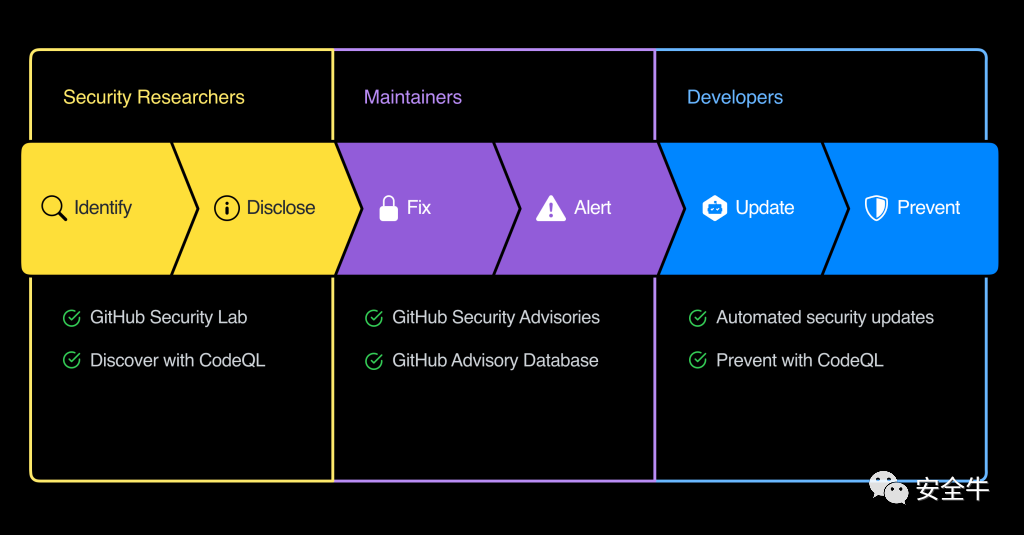 Security Researchers
Maintainers
Developers
Identify
Disclose
Fix
Alert
Update
Prevent
GitHub Security Lab
Discover with CodeQL
GitHub Security Advisories
GitHub Advisory Database
Automated security updates
Prevent with CodeQL
安全牛